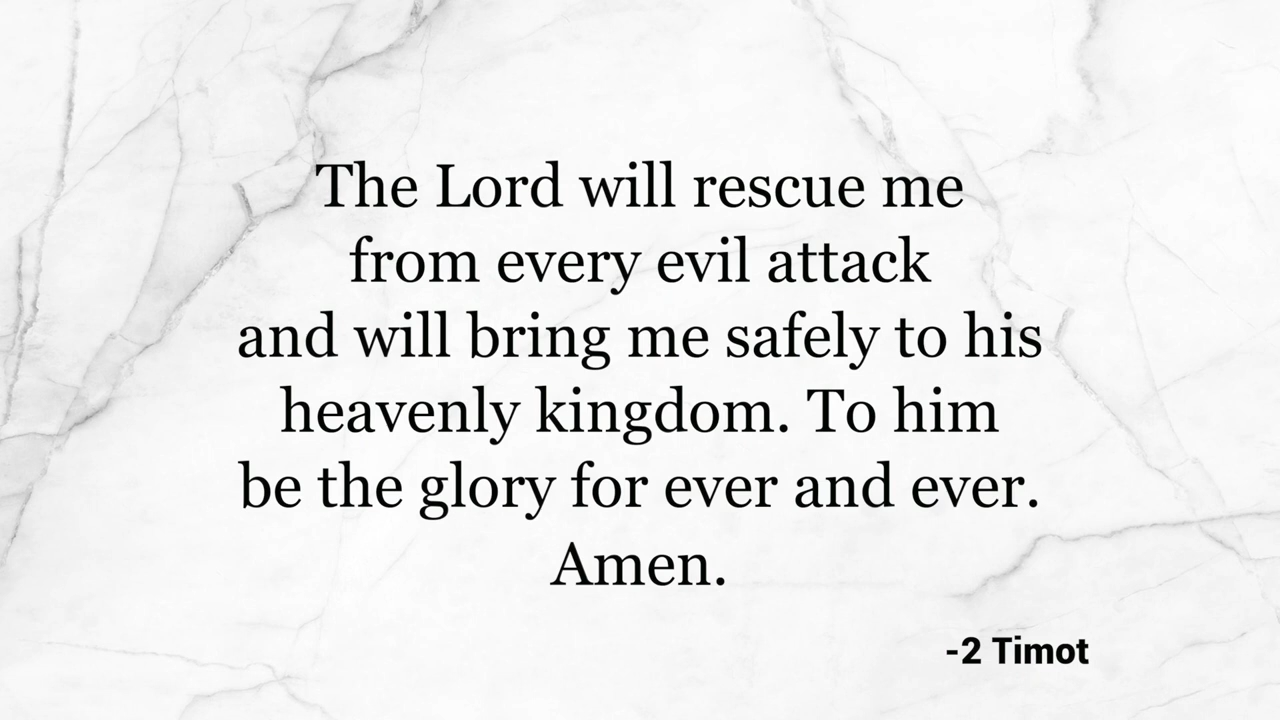 The Lord will rescue me
from every evil attack
and will bring me safely to his
heavenly kingdom. To him
be the glory for ever and ever.
Amen.
-2 Timot